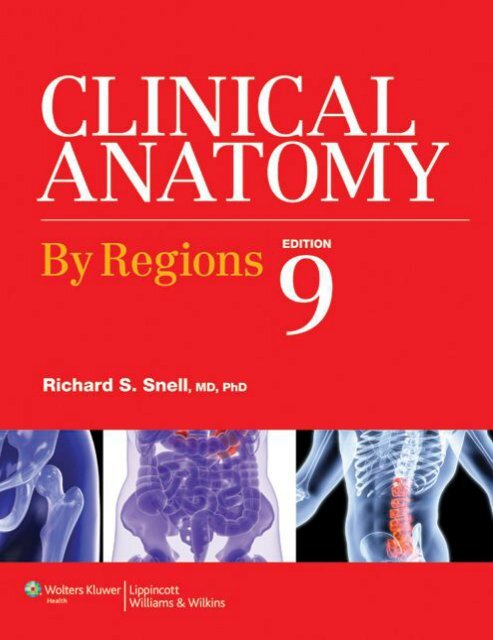 CLINICAL
ANATOMY
By Regions
EDITION
9
Richard S. Snell, MD, PhD
Wolters Kluwer
Health
Lippincott
Williams & Wilkins